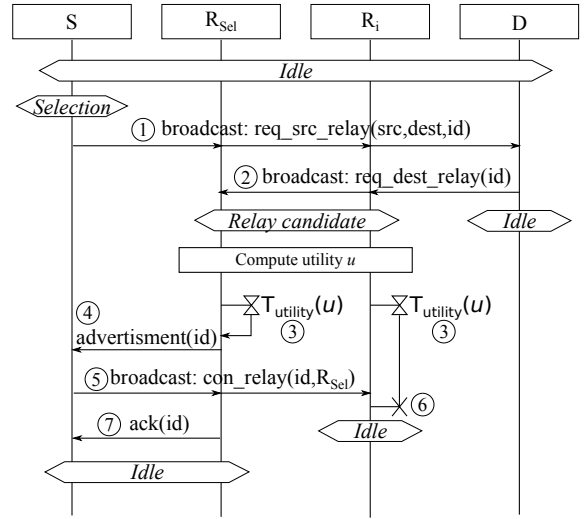 S R_Sel R_i D
Idle
Selection
① broadcast: req_src_relay(src,dest,id)
② broadcast: req_dest_relay(id)
Relay candidate Idle
Compute utility u
T_utility(u) T_utility(u)
④ ③ ③
advertisment(id)
⑤ broadcast: con_relay(id,R_Sel)
⑥
⑦ ack(id) Idle
Idle